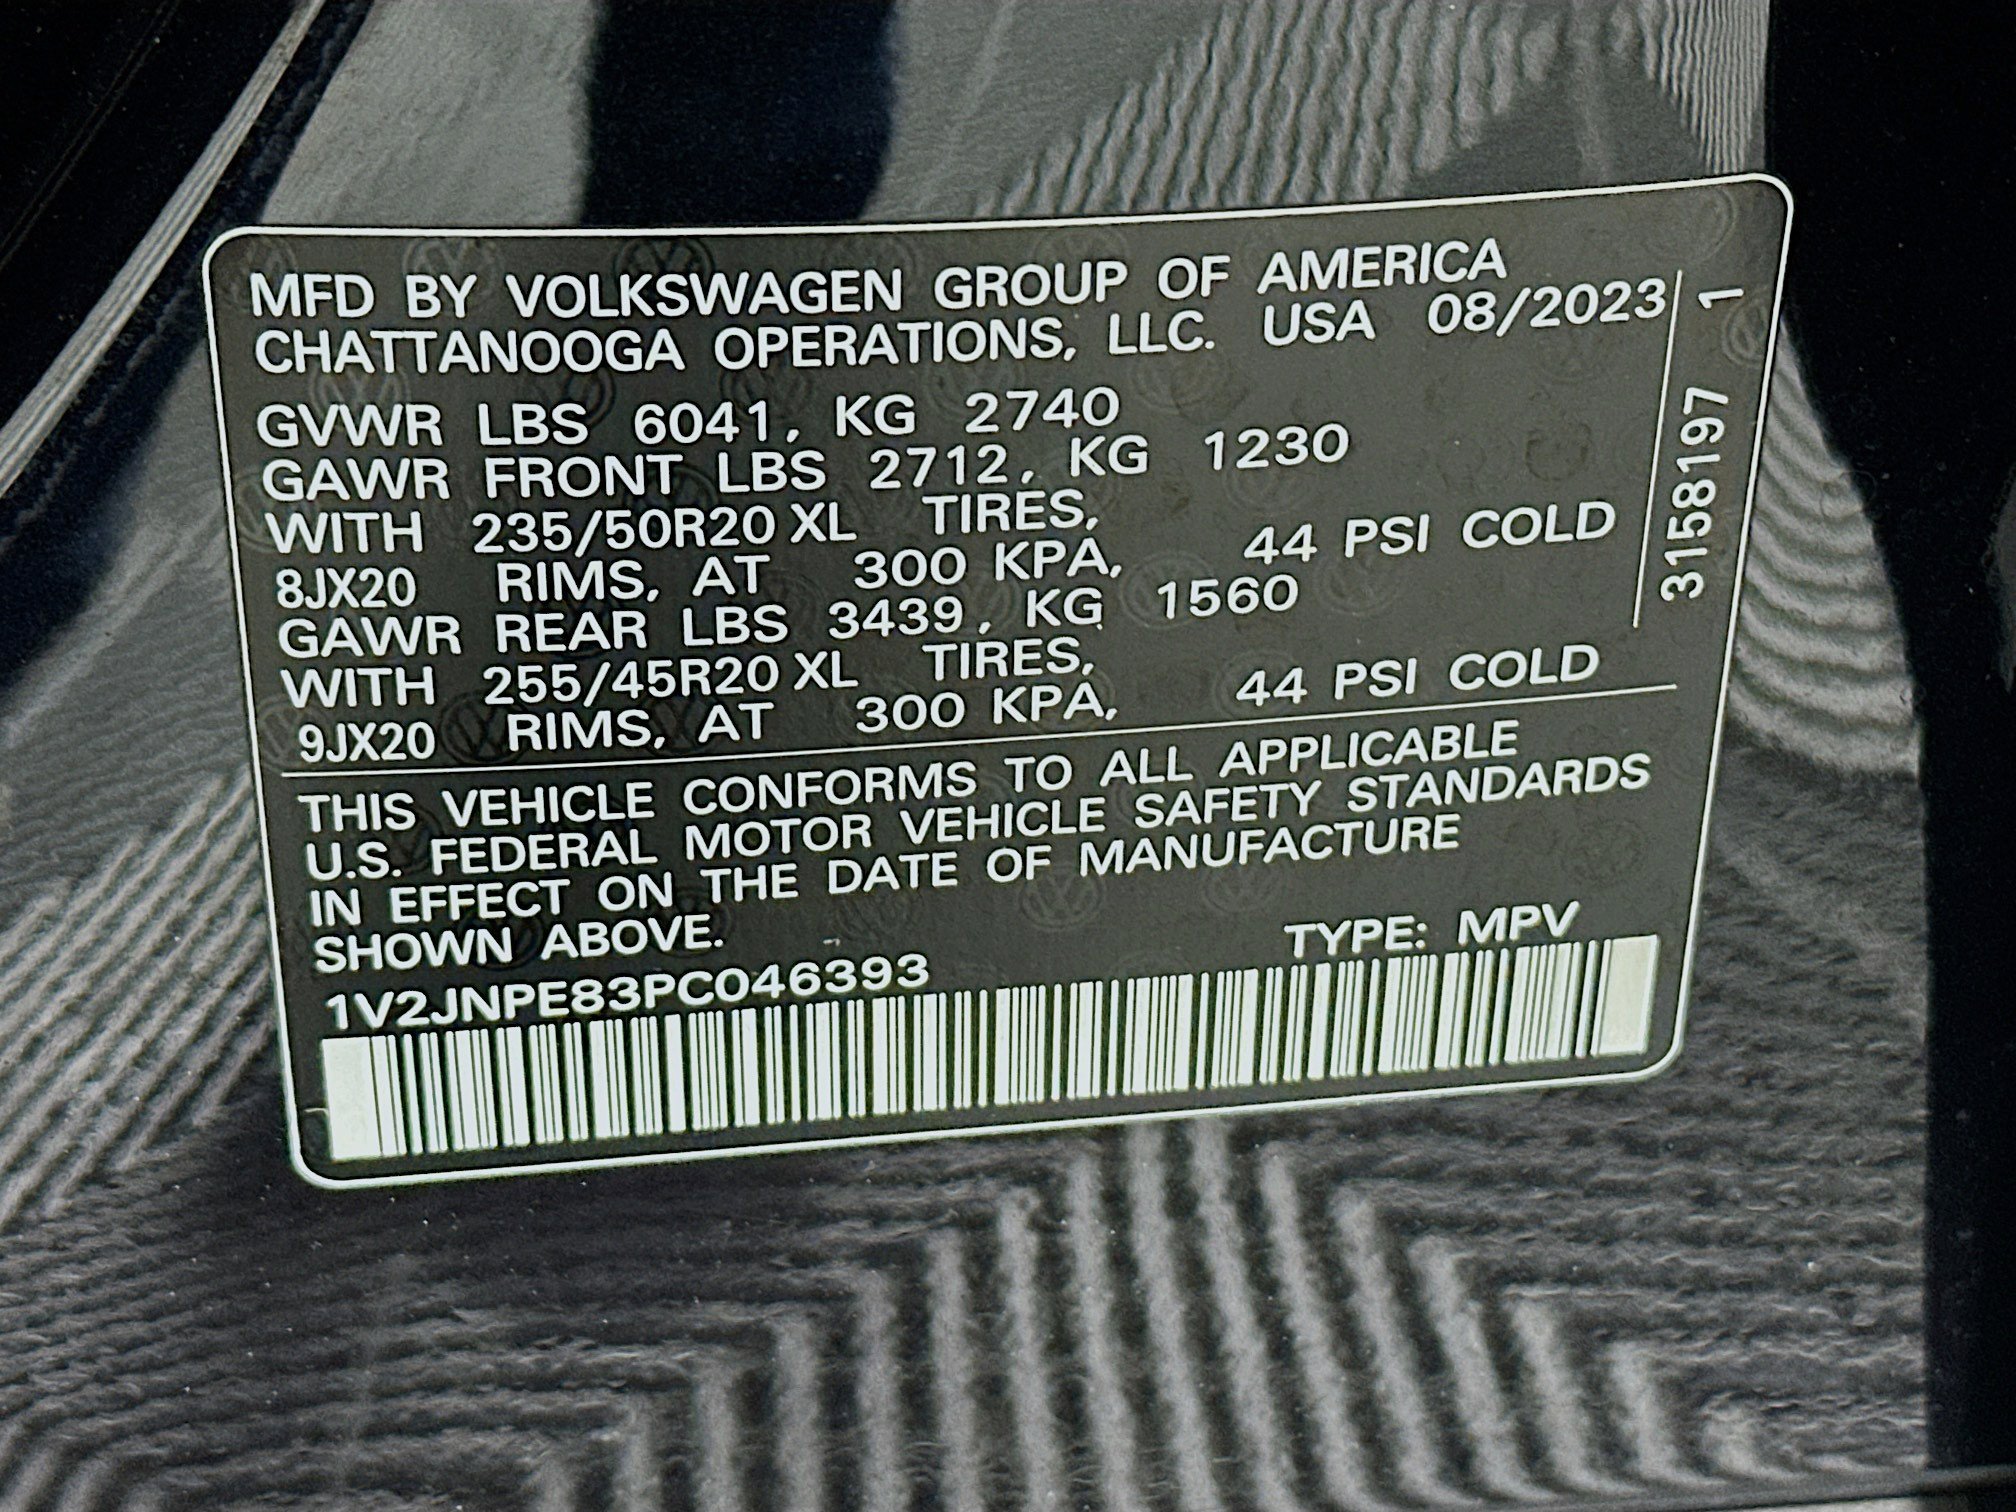 MFD BY VOLKSWAGEN GROUP OF AMERICA
CHATTANOOGA OPERATIONS, LLC. USA 08/2023
GVWR LBS 6041, KG 2740
GAWR FRONT LBS 2712, KG 1230
WITH 235/50R20 XL TIRES,
8JX20 RIMS, AT 300 KPA, 44 PSI COLD
GAWR REAR LBS 3439, KG 1560
WITH 255/45R20 XL TIRES,
9JX20 RIMS, AT 300 KPA, 44 PSI COLD
THIS VEHICLE CONFORMS TO ALL APPLICABLE
U.S. FEDERAL MOTOR VEHICLE SAFETY STANDARDS
IN EFFECT ON THE DATE OF MANUFACTURE
SHOWN ABOVE.
TYPE: MPV
1V2JNPE83PC046393
3158197 1